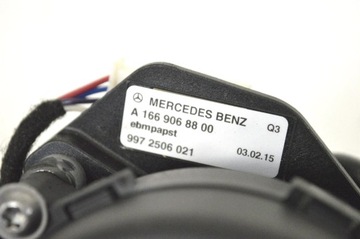 MERCEDES BENZ
A 166 906 88 00 Q3
ebmpapst
997 2506 021 03.02.15